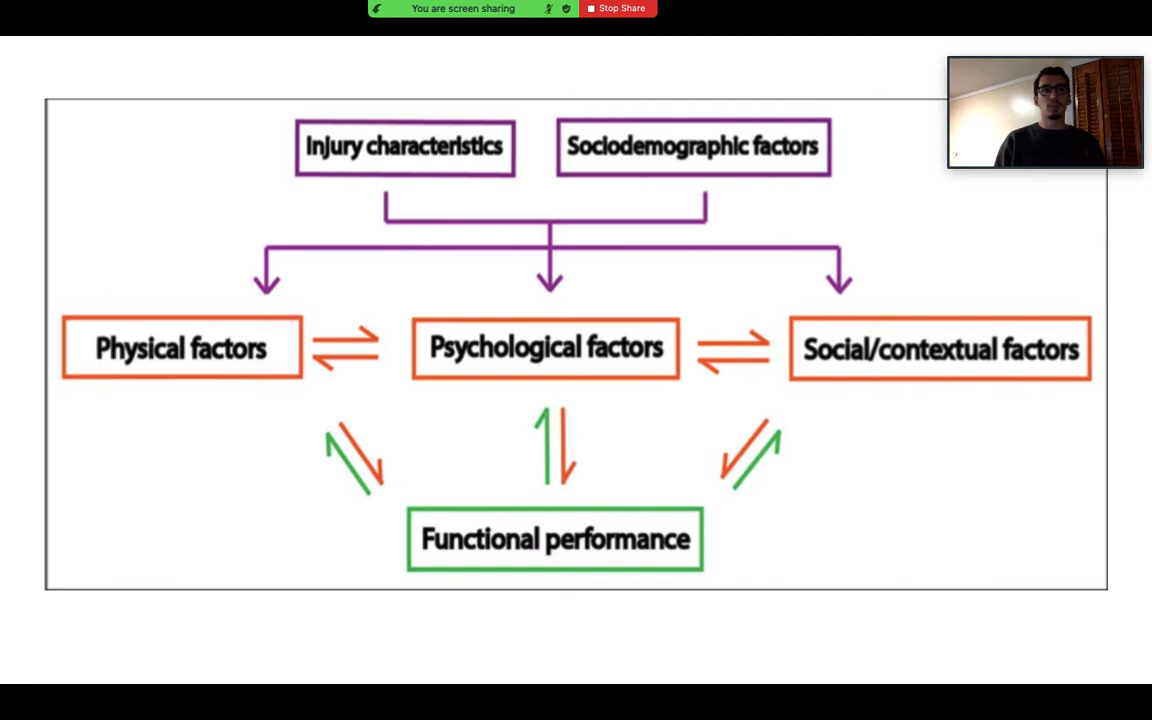 You are screen sharing
Stop Share
Injury characteristics
Sociodemographic factors
Physical factors
Psychological factors
Social/contextual factors
Functional performance